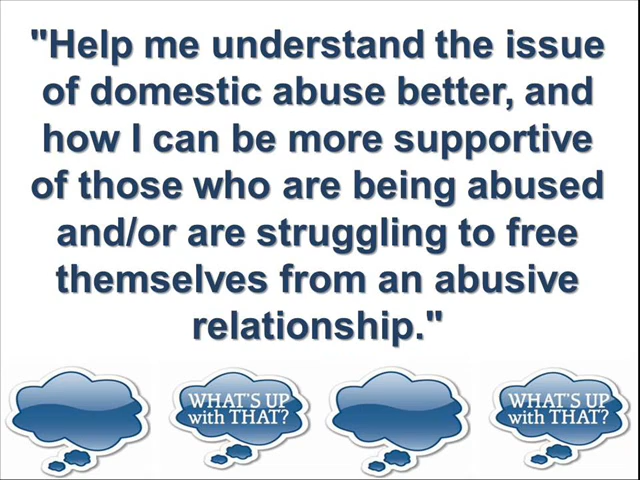 "Help me understand the issue
of domestic abuse better, and
how I can be more supportive
of those who are being abused
and/or are struggling to free
themselves from an abusive
relationship."
WHAT'S UP
with THAT?
WHAT'S UP
with THAT?